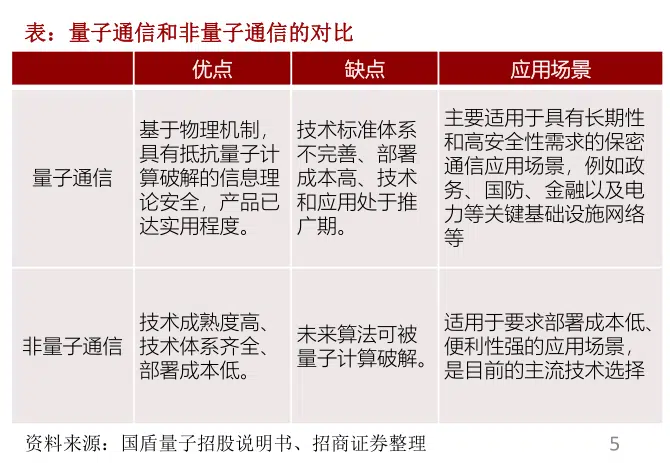 表：量子通信和非量子通信的对比
优点
缺点
应用场景
量子通信
基于物理机制，
具有抵抗量子计
算破解的信息理
论安全，产品已
达实用程度。
技术标准体系
不完善、部署
成本高、技术
和应用处于推
广期。
主要适用于具有长期性
和高安全性需求的保密
通信应用场景，例如政
务、国防、金融以及电
力等关键基础设施网络
等
非量子通信
技术成熟度高、
技术体系齐全、
部署成本低。
未来算法可被
量子计算破解。
适用于要求部署成本低、
便利性强的应用场景，
是目前的主流技术选择
资料来源：国盾量子招股说明书、招商证券整理
5